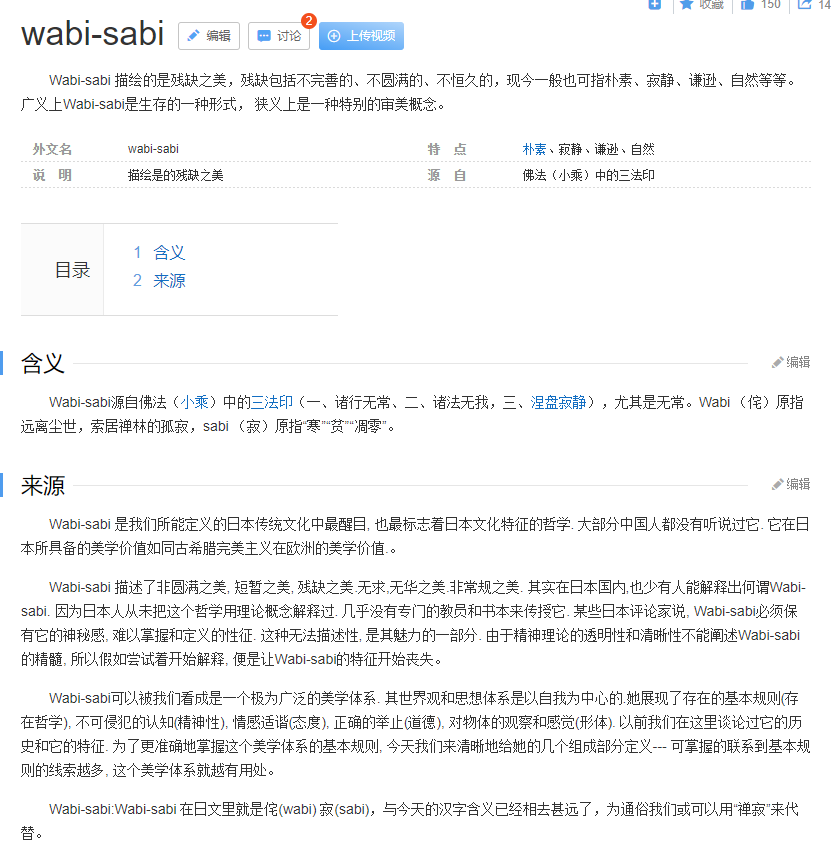 收藏 150 14
wabi-sabi 编辑 讨论 2 上传视频
Wabi-sabi 描绘的是残缺之美，残缺包括不完善的、不圆满的、不恒久的，现今一般也可指朴素、寂静、谦逊、自然等等。
广义上Wabi-sabi是生存的一种形式， 狭义上是一种特别的审美概念。
外文名 wabi-sabi 特 点 朴素、寂静、谦逊、自然
说 明 描绘是的残缺之美 源 自 佛法（小乘）中的三法印
目录
1 含义
2 来源
含义 编辑
Wabi-sabi源自佛法（小乘）中的三法印（一、诸行无常、二、诸法无我，三、涅盘寂静），尤其是无常。Wabi （侘）原指
远离尘世，索居禅林的孤寂，sabi （寂）原指“寒”“贫”“凋零”。
来源 编辑
Wabi-sabi 是我们所能定义的日本传统文化中最醒目, 也最标志着日本文化特征的哲学. 大部分中国人都没有听说过它. 它在日
本所具备的美学价值如同古希腊完美主义在欧洲的美学价值.。
Wabi-sabi 描述了非圆满之美, 短暂之美, 残缺之美.无求,无华之美.非常规之美. 其实在日本国内,也少有人能解释出何谓Wabi-
sabi. 因为日本人从未把这个哲学用理论概念解释过. 几乎没有专门的教员和书本来传授它. 某些日本评论家说, Wabi-sabi必须保
有它的神秘感, 难以掌握和定义的性征. 这种无法描述性, 是其魅力的一部分. 由于精神理论的透明性和清晰性不能阐述Wabi-sabi
的精髓, 所以假如尝试着开始解释, 便是让Wabi-sabi的特征开始丧失。
Wabi-sabi可以被我们看成是一个极为广泛的美学体系. 其世界观和思想体系是以自我为中心的.她展现了存在的基本规则(存
在哲学), 不可侵犯的认知(精神性), 情感适谐(态度), 正确的举止(道德), 对物体的观察和感觉(形体). 以前我们在这里谈论过它的历
史和它的特征. 为了更准确地掌握这个美学体系的基本规则, 今天我们来清晰地给她的几个组成部分定义--- 可掌握的联系到基本规
则的线索越多, 这个美学体系就越有用处。
Wabi-sabi:Wabi-sabi 在日文里就是侘(wabi) 寂(sabi)，与今天的汉字含义已经相去甚远了，为通俗我们或可以用“禅寂”来代
替。